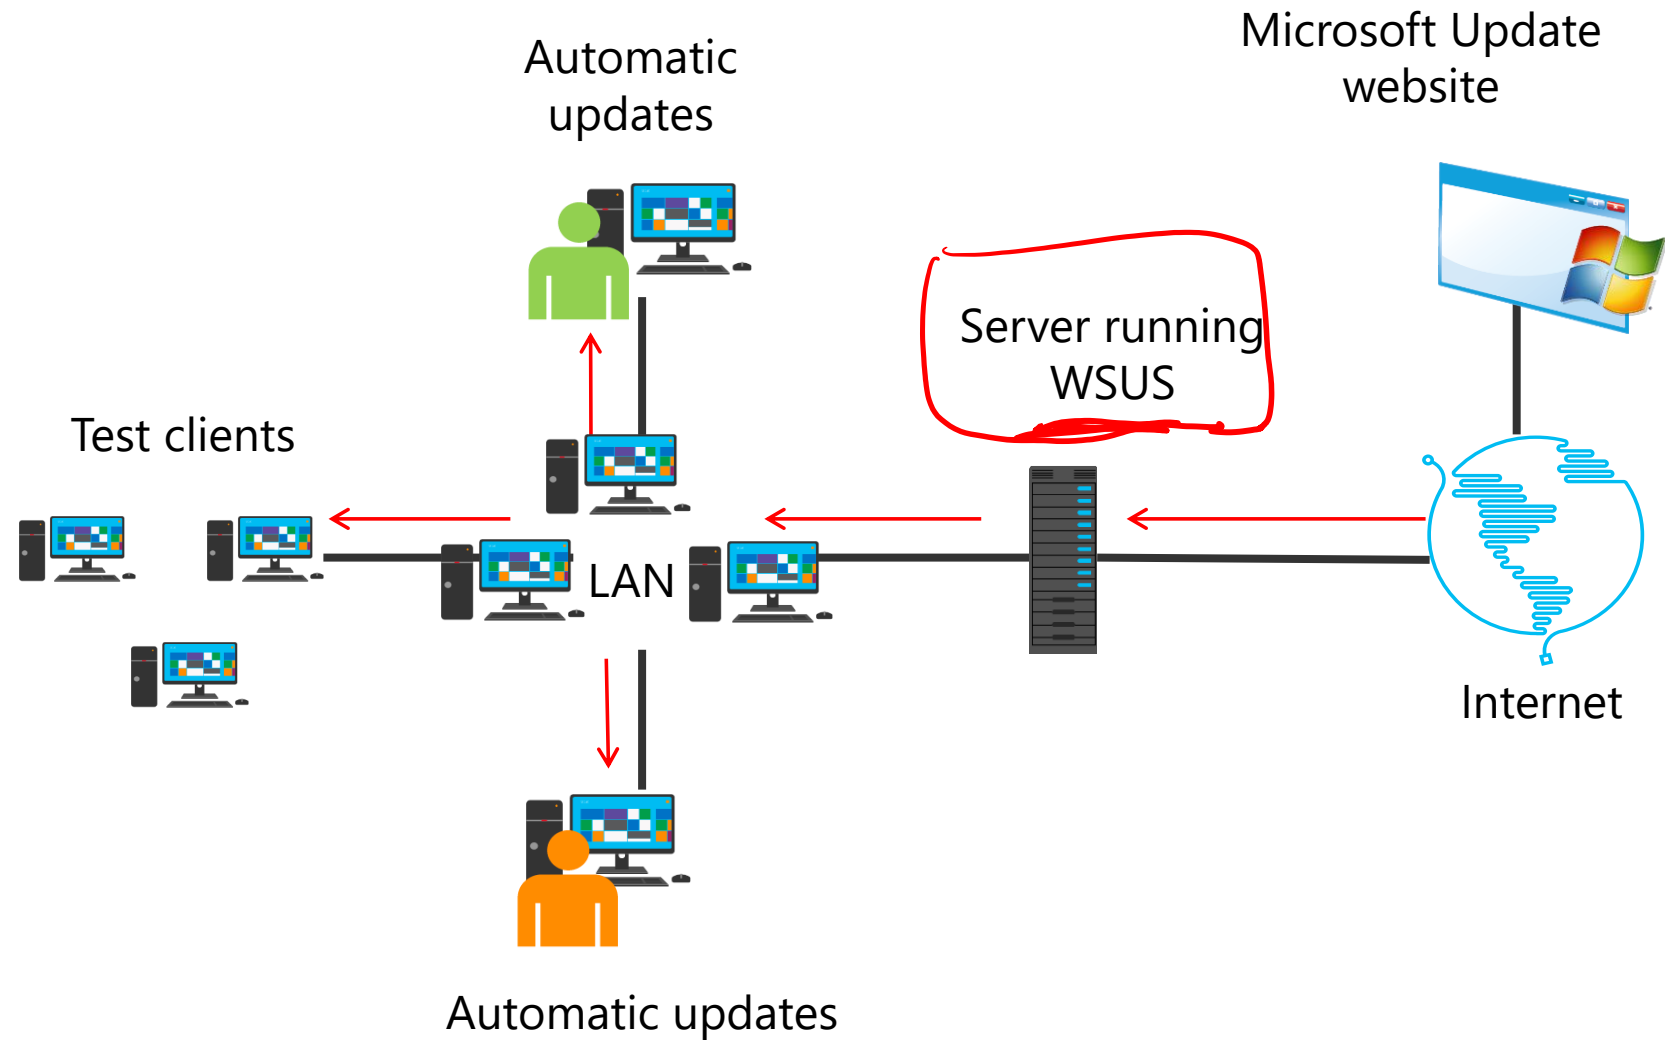 Microsoft Update
website
Automatic
updates
Server running
WSUS
Test clients
LAN
Internet
Automatic updates